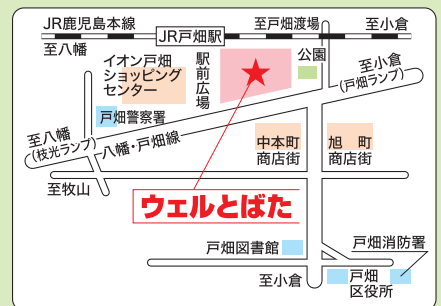 JR鹿児島本線
至戸畑渡場
至小倉
JR戸畑駅
至八幡
イオン戸畑
ショッピング
センター
駅前広場
公園
至小倉
(戸畑ランプ)
戸畑警察署
至八幡
(枝光ランプ)
八幡・戸畑線
中本町
商店街
旭町
商店街
至牧山
ウェルとばた
戸畑図書館
戸畑消防署
至小倉
戸畑
区役所